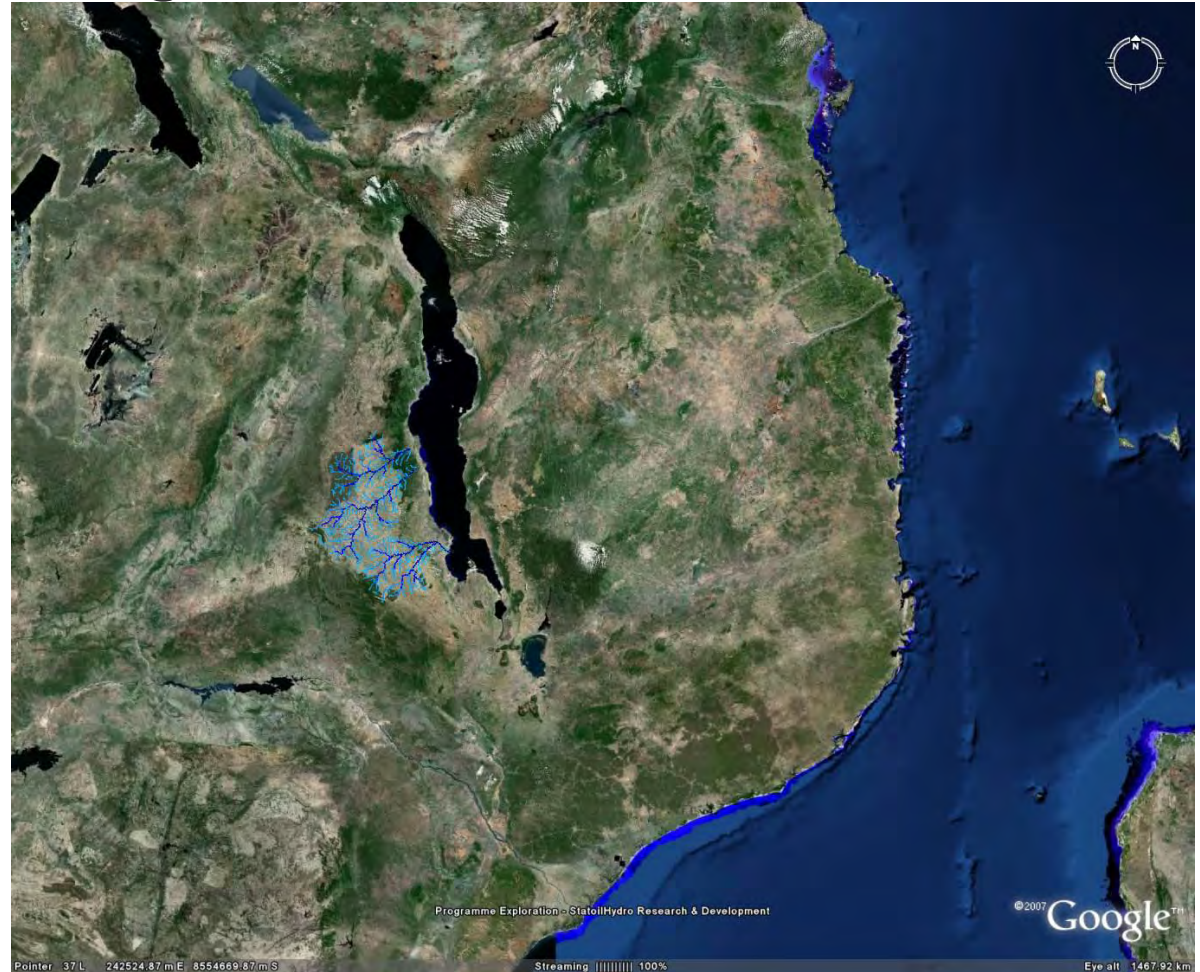 N
Programme Exploration - StatoilHydro Research & Development
©2007 Google™
Pointer 37 L 242524.87 m E 8554669.87 m S Streaming |||||||||| 100% Eye alt 1467.92 km